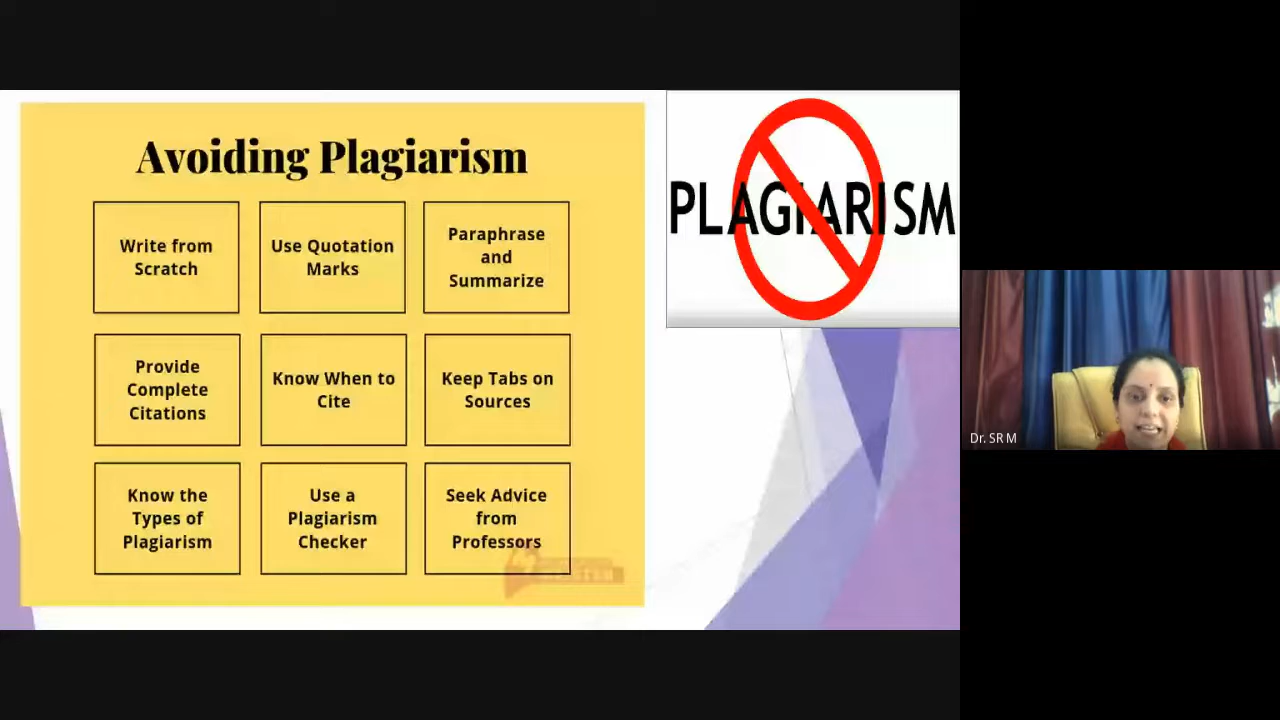 Avoiding Plagiarism
Write from
Scratch
Use Quotation
Marks
Paraphrase
and
Summarize
Provide
Complete
Citations
Know When to
Cite
Keep Tabs on
Sources
Know the
Types of
Plagiarism
Use a
Plagiarism
Checker
Seek Advice
from
Professors
PLAGIARISM
Dr. SR M